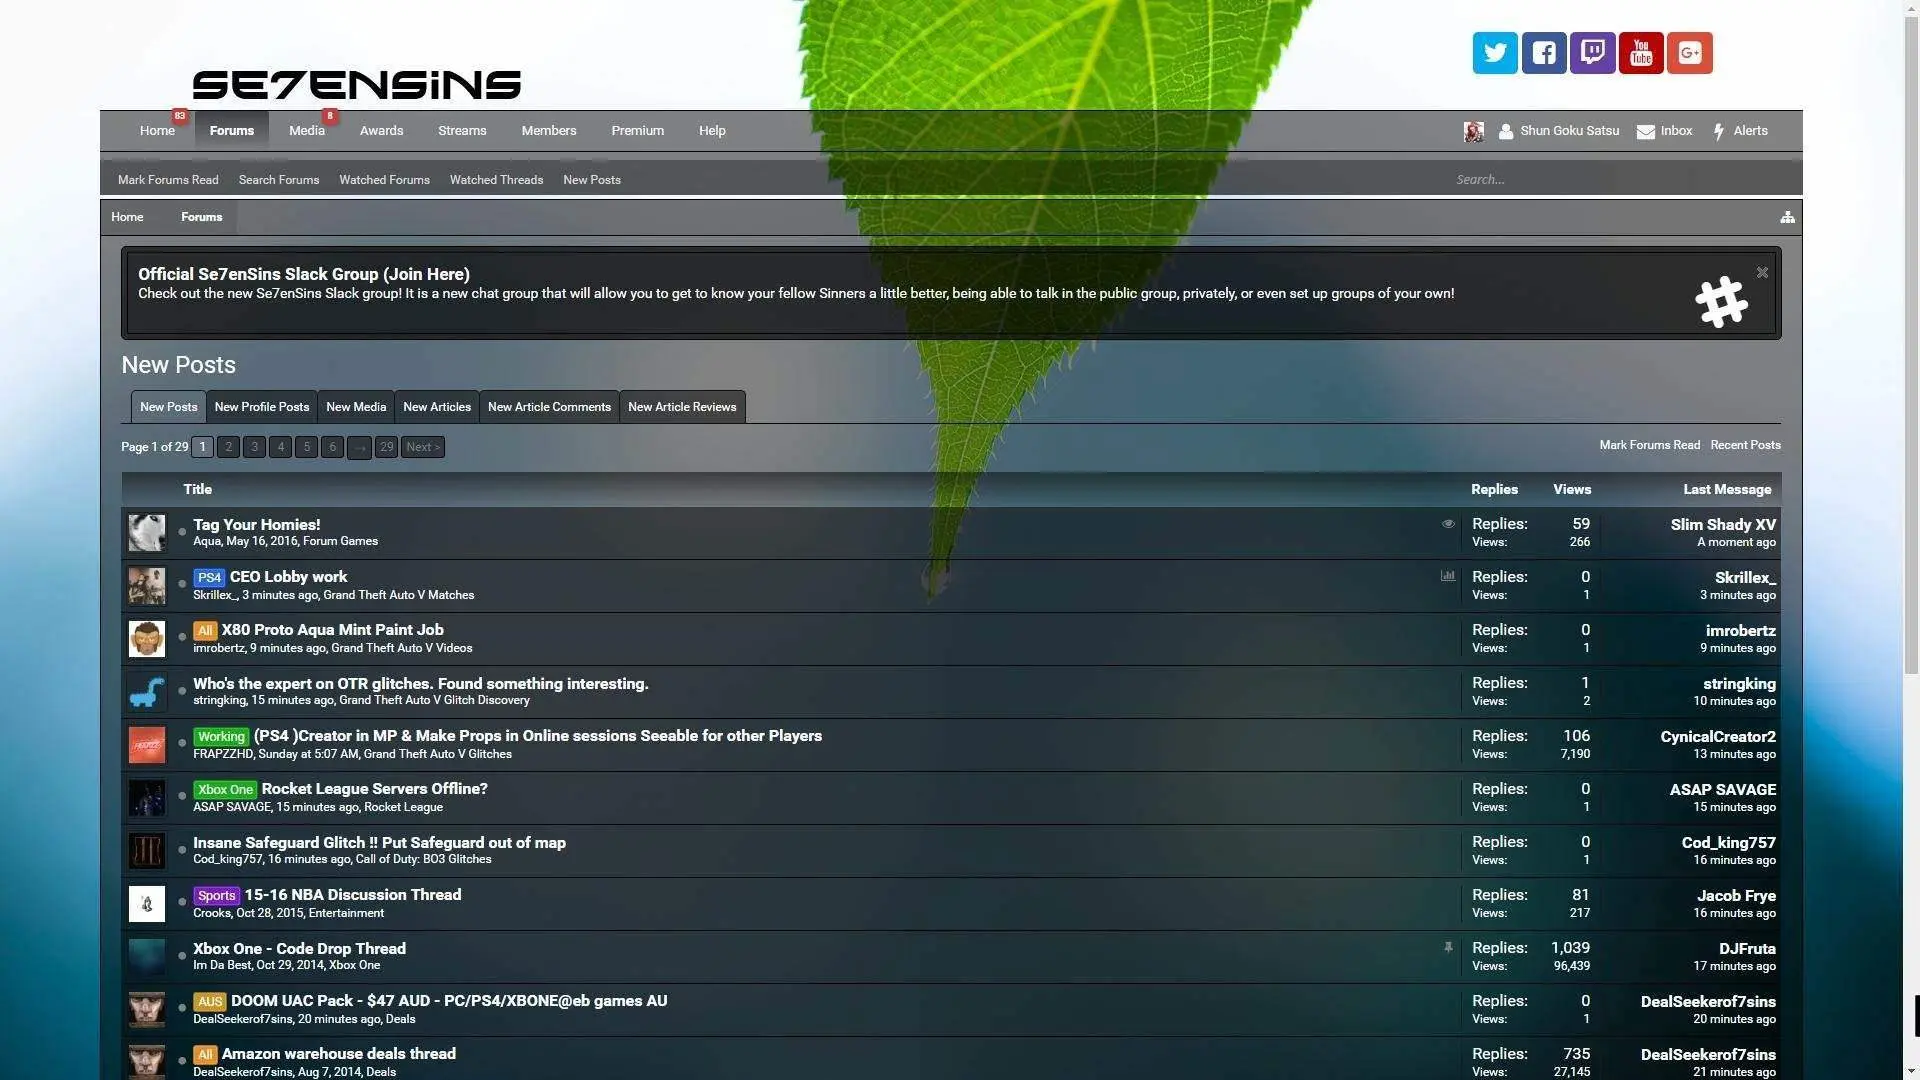 SE7ENSiNS
You Tube G+
83 8
Home Forums Media Awards Streams Members Premium Help Shun Goku Satsu Inbox Alerts
Mark Forums Read Search Forums Watched Forums Watched Threads New Posts Search...
Home Forums
Official Se7enSins Slack Group (Join Here)
Check out the new Se7enSins Slack group! It is a new chat group that will allow you to get to know your fellow Sinners a little better, being able to talk in the public group, privately, or even set up groups of your own!
New Posts
New Posts New Profile Posts New Media New Articles New Article Comments New Article Reviews
Page 1 of 29 1 2 3 4 5 6 → 29 Next > Mark Forums Read Recent Posts
Title Replies Views Last Message
Tag Your Homies! Replies: 59 Slim Shady XV
Aqua, May 16, 2016, Forum Games Views: 266 A moment ago
PS4 CEO Lobby work Replies: 0 Skrillex_
Skrillex_, 3 minutes ago, Grand Theft Auto V Matches Views: 1 3 minutes ago
All X80 Proto Aqua Mint Paint Job Replies: 0 imrobertz
imrobertz, 9 minutes ago, Grand Theft Auto V Videos Views: 1 9 minutes ago
Who's the expert on OTR glitches. Found something interesting. Replies: 1 stringking
stringking, 15 minutes ago, Grand Theft Auto V Glitch Discovery Views: 2 10 minutes ago
Working (PS4 )Creator in MP & Make Props in Online sessions Seeable for other Players Replies: 106 CynicalCreator2
FRAPZZHD, Sunday at 5:07 AM, Grand Theft Auto V Glitches Views: 7,190 13 minutes ago
Xbox One Rocket League Servers Offline? Replies: 0 ASAP SAVAGE
ASAP SAVAGE, 15 minutes ago, Rocket League Views: 1 15 minutes ago
Insane Safeguard Glitch !! Put Safeguard out of map Replies: 0 Cod_king757
Cod_king757, 16 minutes ago, Call of Duty: BO3 Glitches Views: 1 16 minutes ago
Sports 15-16 NBA Discussion Thread Replies: 81 Jacob Frye
Crooks, Oct 28, 2015, Entertainment Views: 217 16 minutes ago
Xbox One - Code Drop Thread Replies: 1,039 DJFruta
Im Da Best, Oct 29, 2014, Xbox One Views: 96,439 17 minutes ago
AUS DOOM UAC Pack - $47 AUD - PC/PS4/XBONE@eb games AU Replies: 0 DealSeekerof7sins
DealSeekerof7sins, 20 minutes ago, Deals Views: 1 20 minutes ago
All Amazon warehouse deals thread Replies: 735 DealSeekerof7sins
DealSeekerof7sins, Aug 7, 2014, Deals Views: 27,145 21 minutes ago